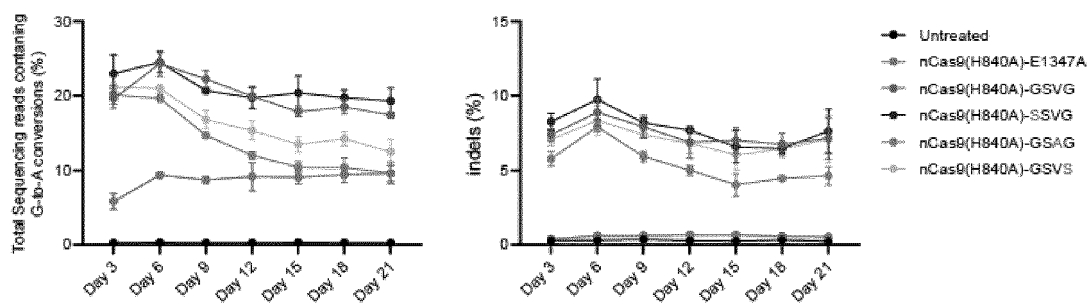 Total Sequencing reads contaning
G-to-A conversions (%)
30
20
10
0
Day 3
Day 6
Day 9
Day 12
Day 15
Day 18
Day 21
indels (%)
15
10
5
0
Day 3
Day 6
Day 9
Day 12
Day 15
Day 18
Day 21
Untreated
nCas9(H840A)-E1347A
nCas9(H840A)-GSVG
nCas9(H840A)-SSVG
nCas9(H840A)-GSAG
nCas9(H840A)-GSVS